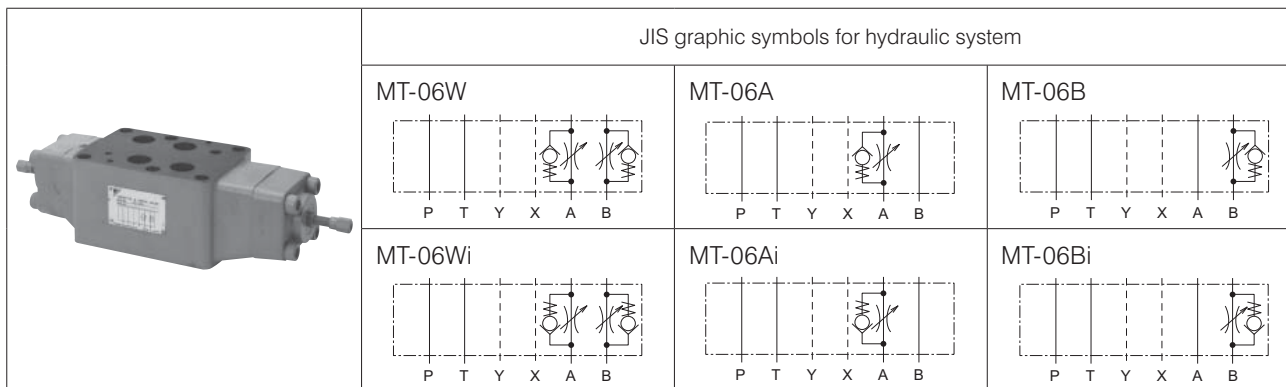 JIS graphic symbols for hydraulic system
MT-06W
P T Y X A B
MT-06A
P T Y X A B
MT-06B
P T Y X A B
MT-06Wi
P T Y X A B
MT-06Ai
P T Y X A B
MT-06Bi
P T Y X A B